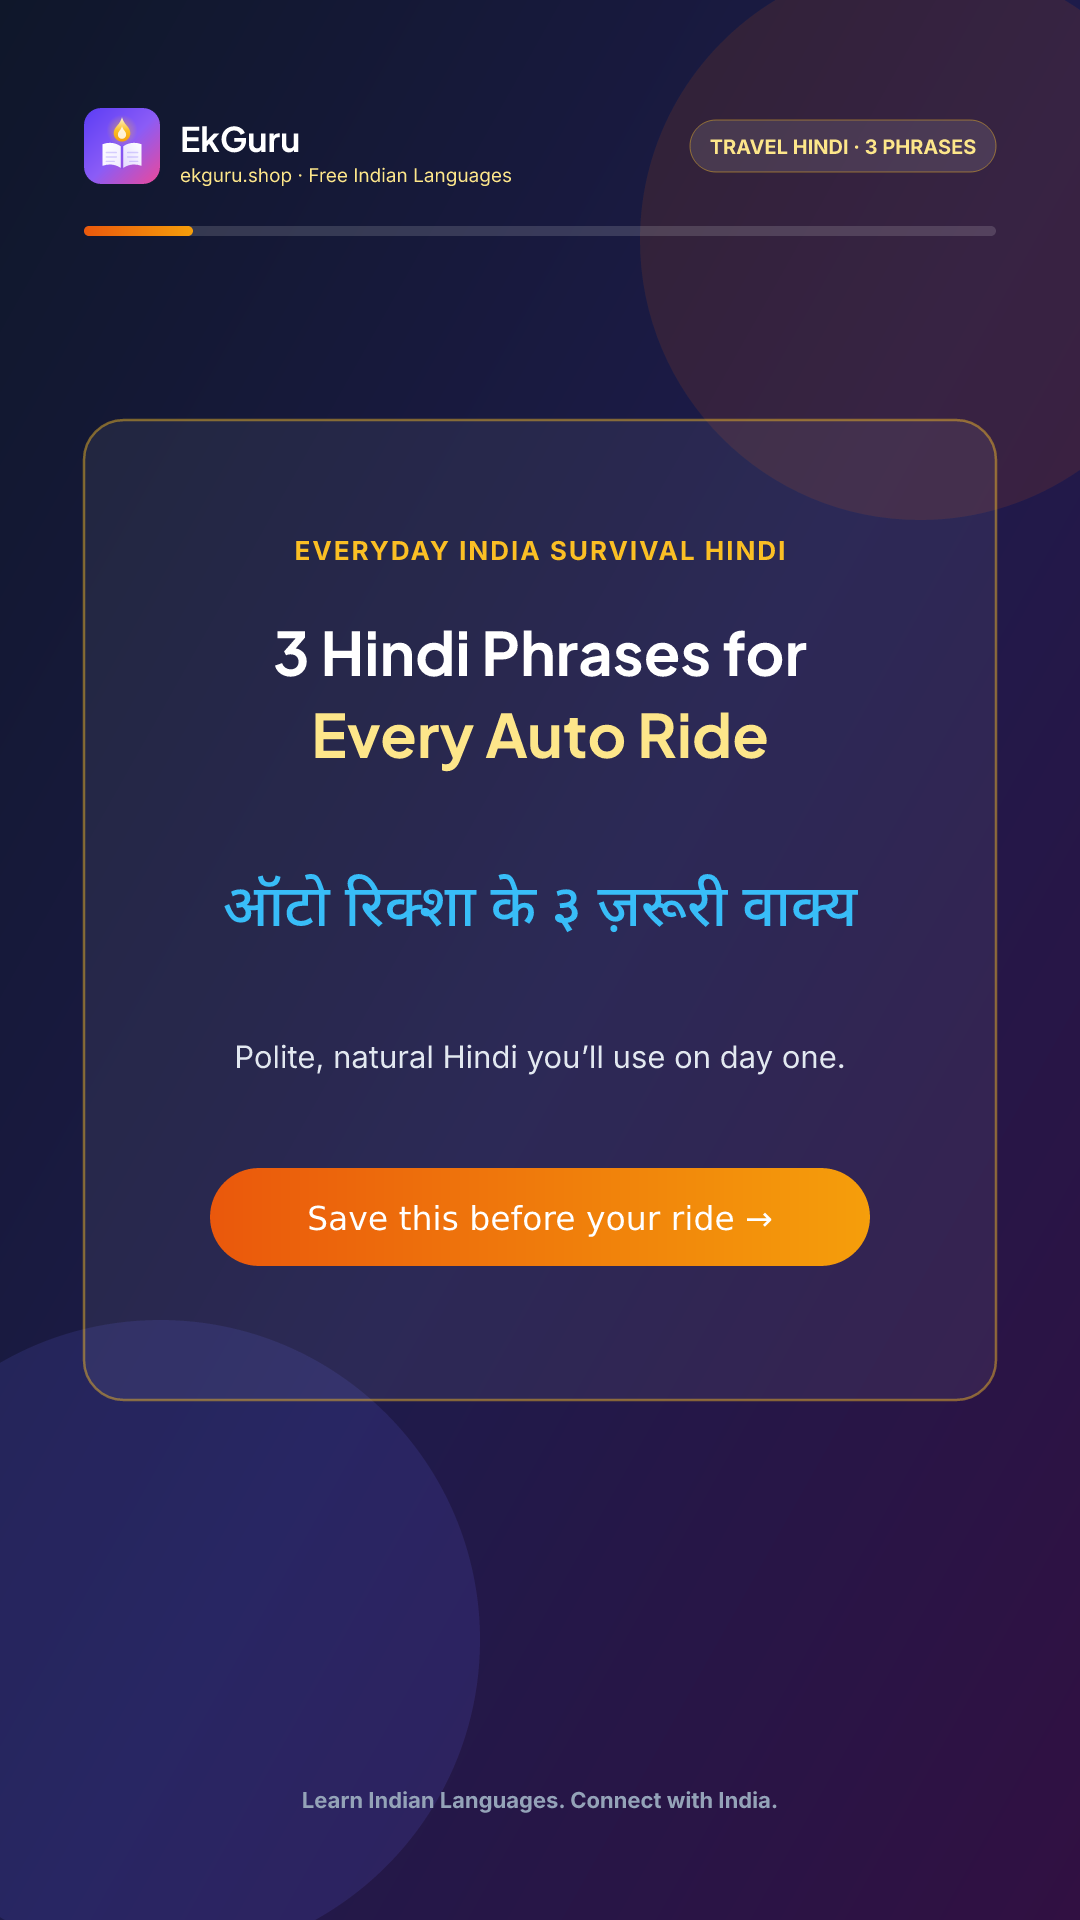 EkGuru
ekguru.shop · Free Indian Languages
TRAVEL HINDI · 3 PHRASES
EVERYDAY INDIA SURVIVAL HINDI
3 Hindi Phrases for
Every Auto Ride
ऑटो रिक्शा के ३ ज़रूरी वाक्य
Polite, natural Hindi you’ll use on day one.
Save this before your ride →
Learn Indian Languages. Connect with India.